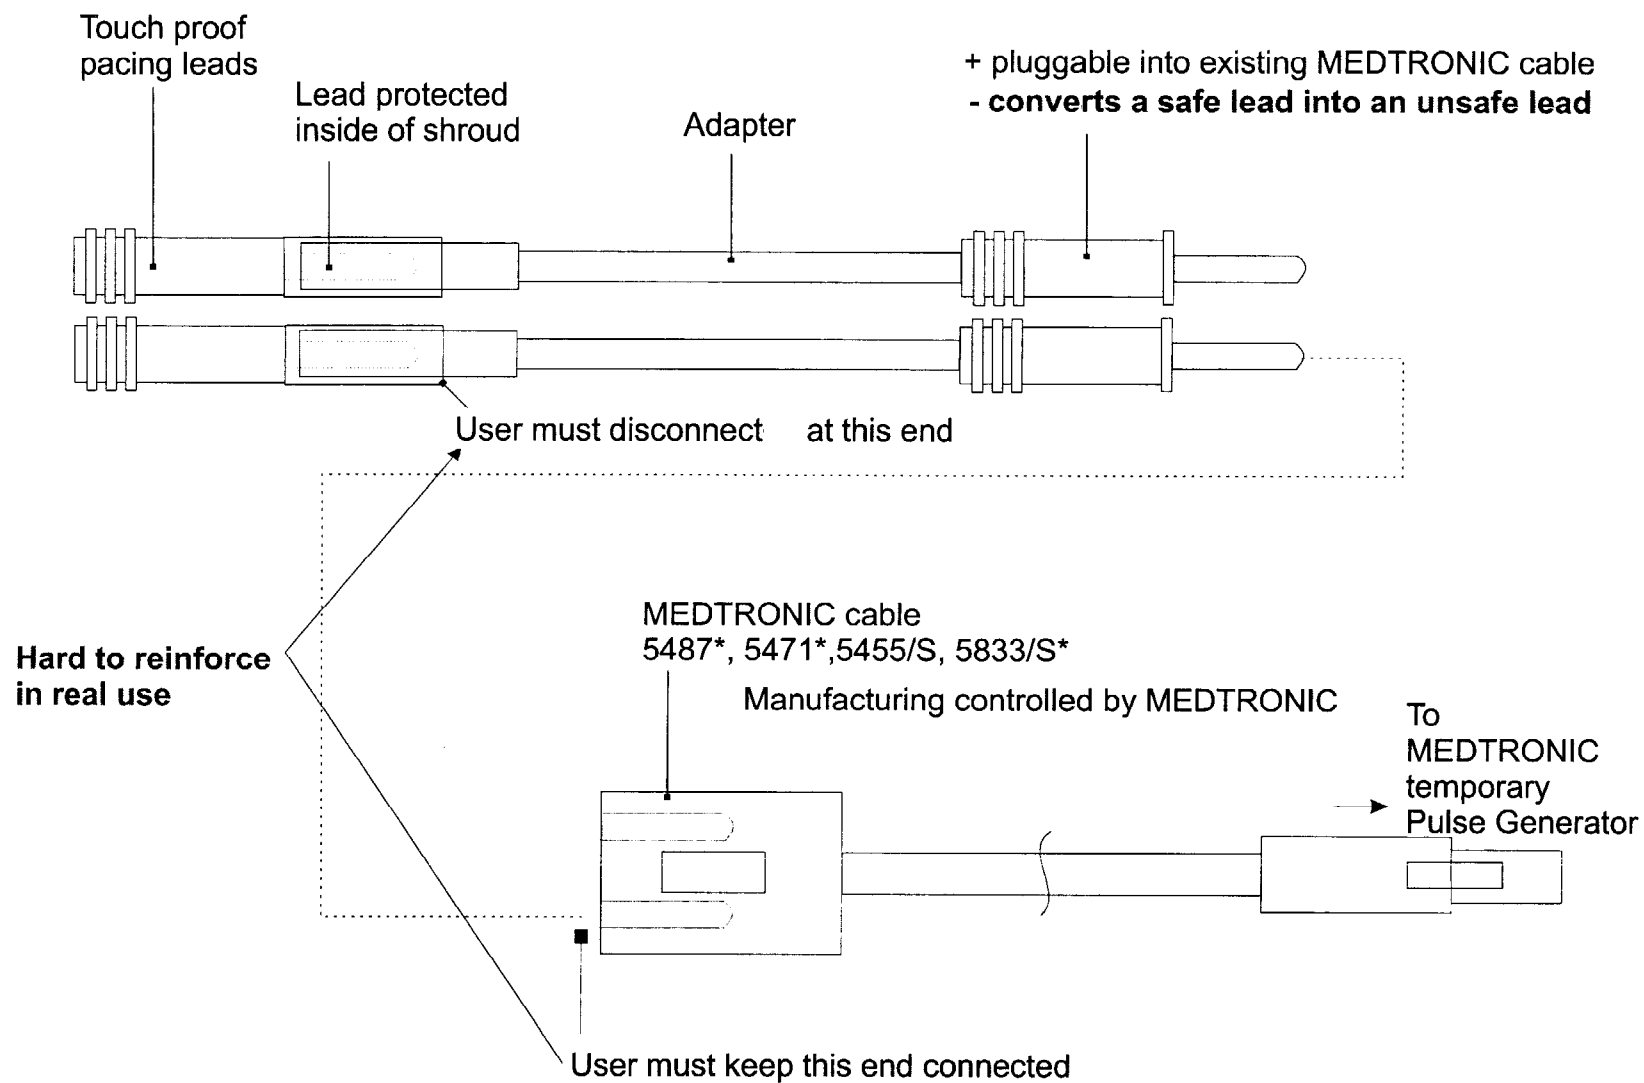 Touch proof
pacing leads
Lead protected
inside of shroud
Adapter
+ pluggable into existing MEDTRONIC cable
- converts a safe lead into an unsafe lead
User must disconnect at this end
Hard to reinforce
in real use
MEDTRONIC cable
5487*, 5471*,5455/S, 5833/S*
Manufacturing controlled by MEDTRONIC
To
MEDTRONIC
temporary
Pulse Generator
User must keep this end connected